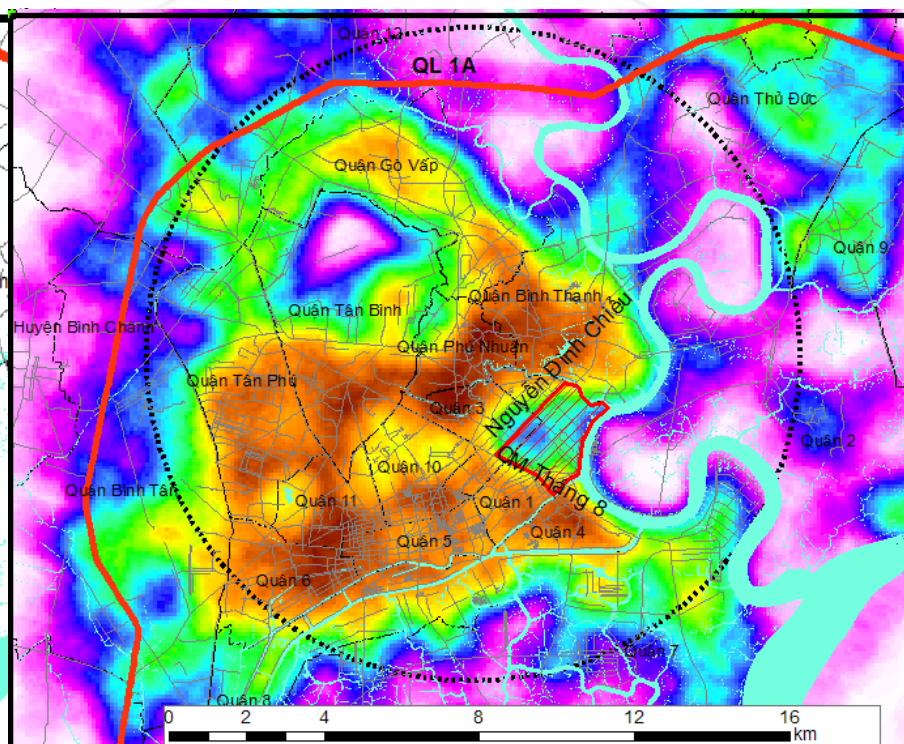 Quận 12
QL 1A
Quận Thủ Đức
Quận Gò Vấp
Quận 9
Quận Bình Thạnh
Quận Tân Bình
Huyện Bình Chánh
Quận Phú Nhuận
Nguyễn Đình Chiểu
Quận Tân Phú
Quận 3
Quận 2
Quận 10
CM Tháng 8
Quận Bình Tân
Quận 11
Quận 1
Quận 4
Quận 5
Quận 6
Quận 7
Quận 8
0 2 4 8 12 16
km